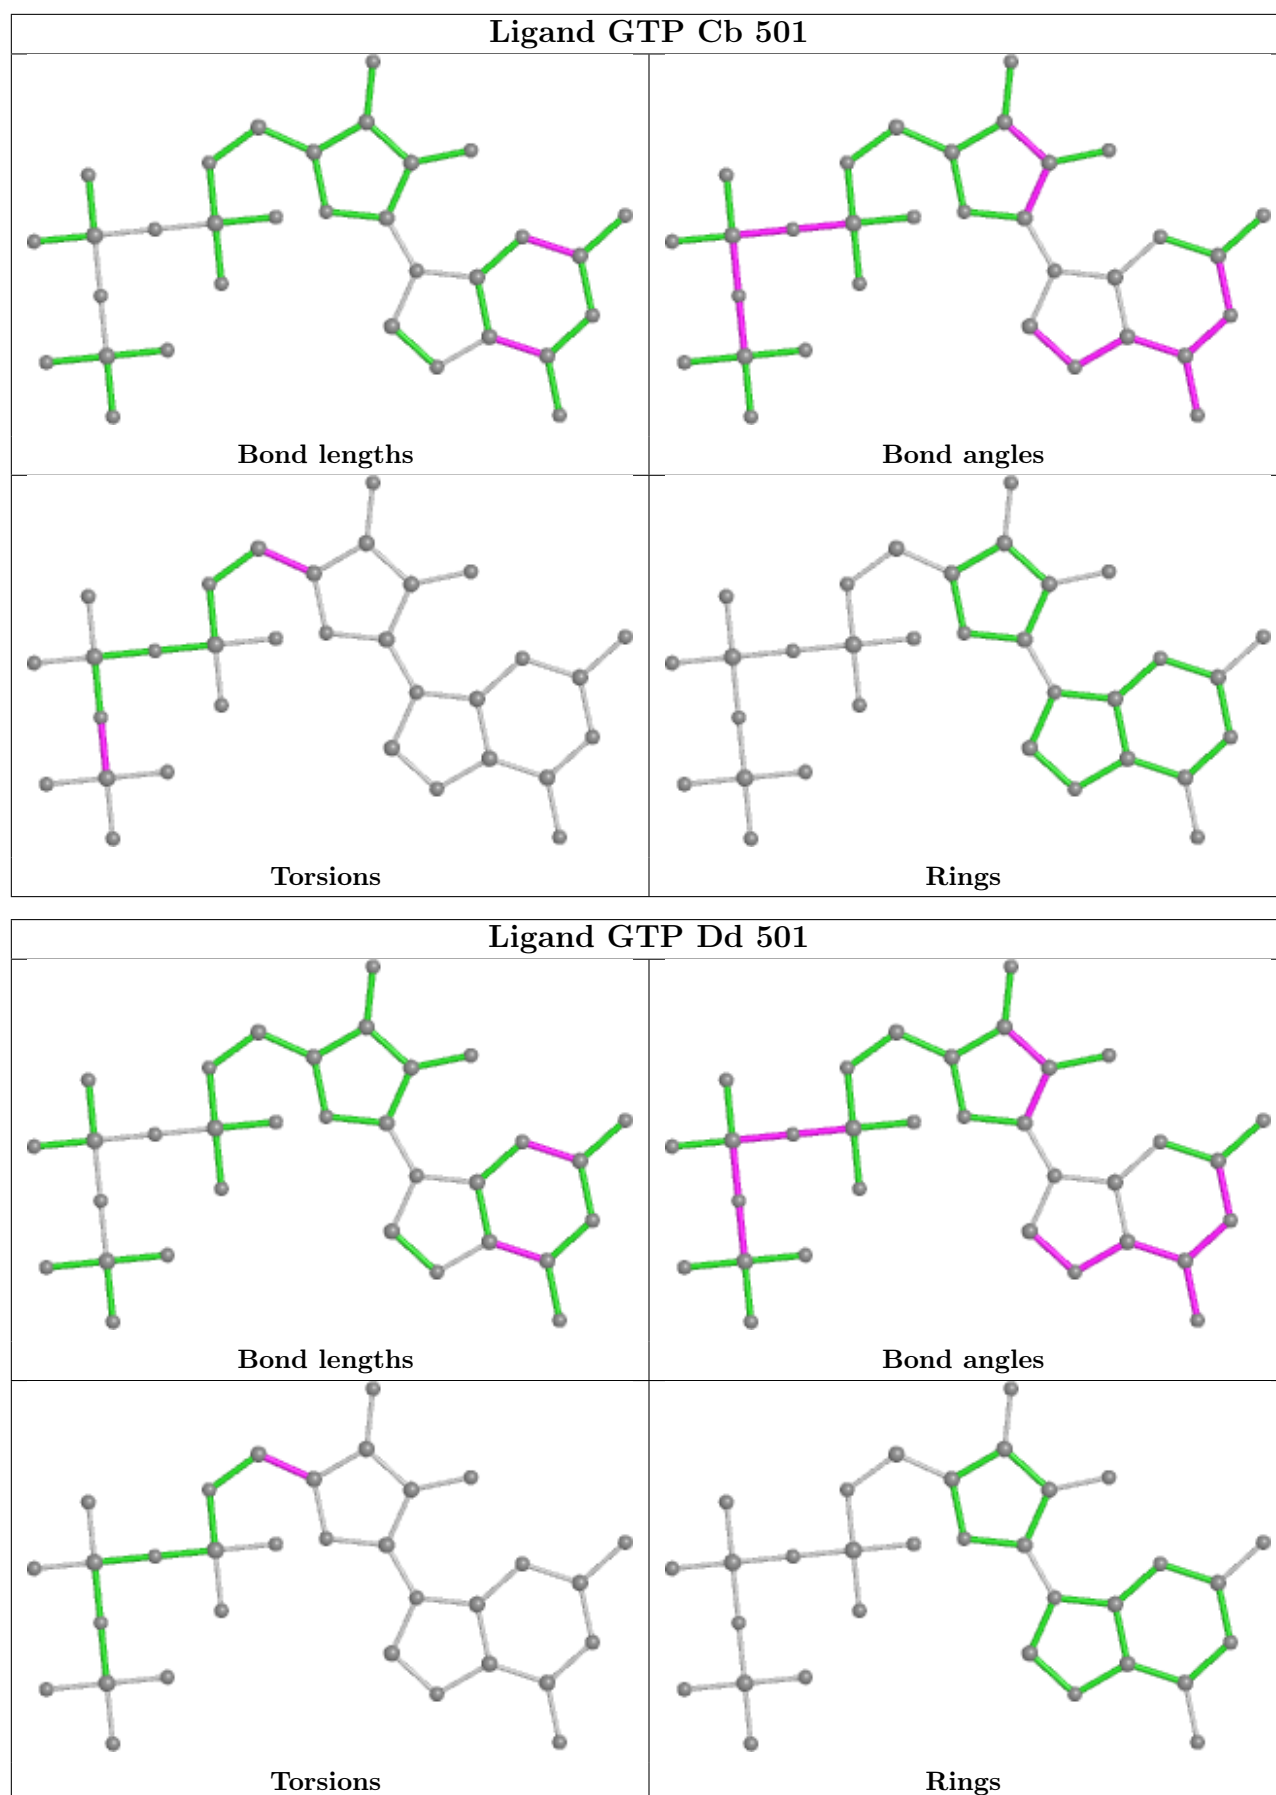 Ligand GTP Cb 501
Bond lengths
Bond angles
Torsions
Rings
Ligand GTP Dd 501
Bond lengths
Bond angles
Torsions
Rings